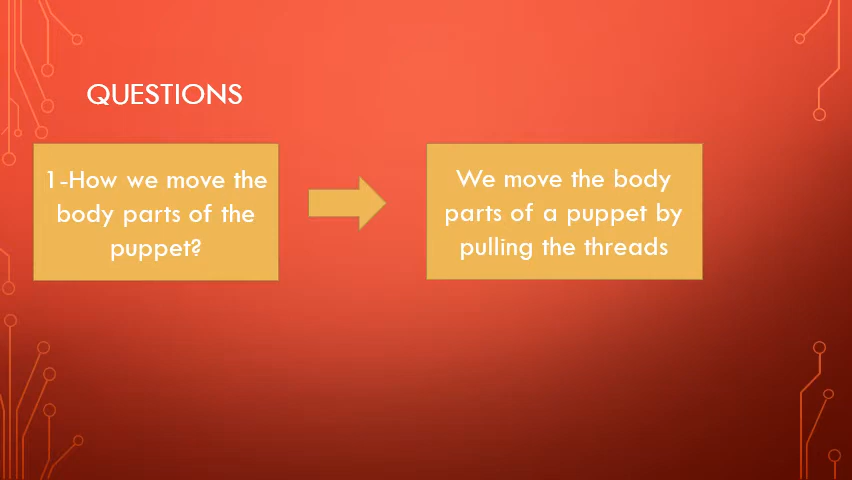 QUESTIONS
1-How we move the
body parts of the
puppet?
We move the body
parts of a puppet by
pulling the threads